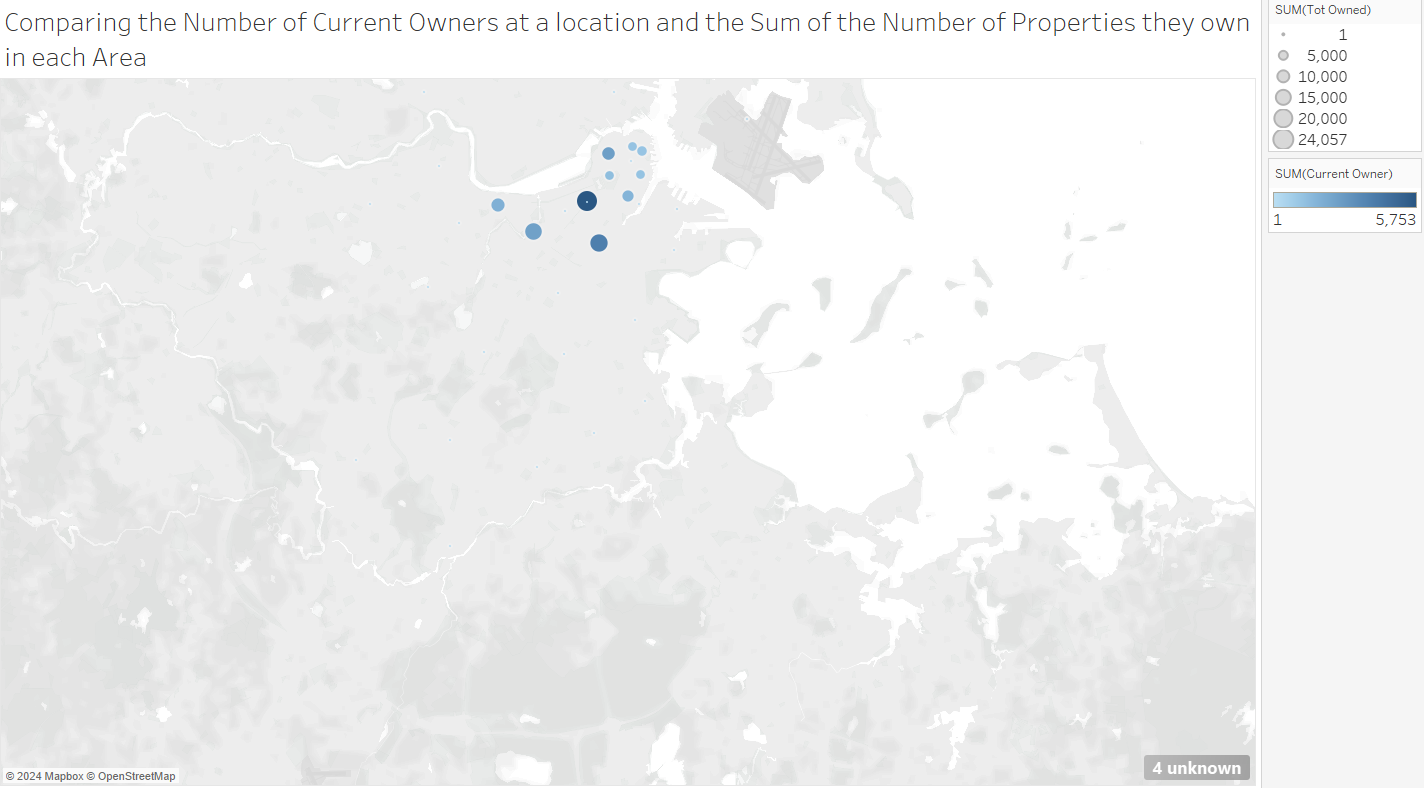 Comparing the Number of Current Owners at a location and the Sum of the Number of Properties they own
in each Area
SUM(Tot Owned)
1
5,000
10,000
15,000
20,000
24,057
SUM(Current Owner)
1 5,753
© 2024 Mapbox © OpenStreetMap
4 unknown